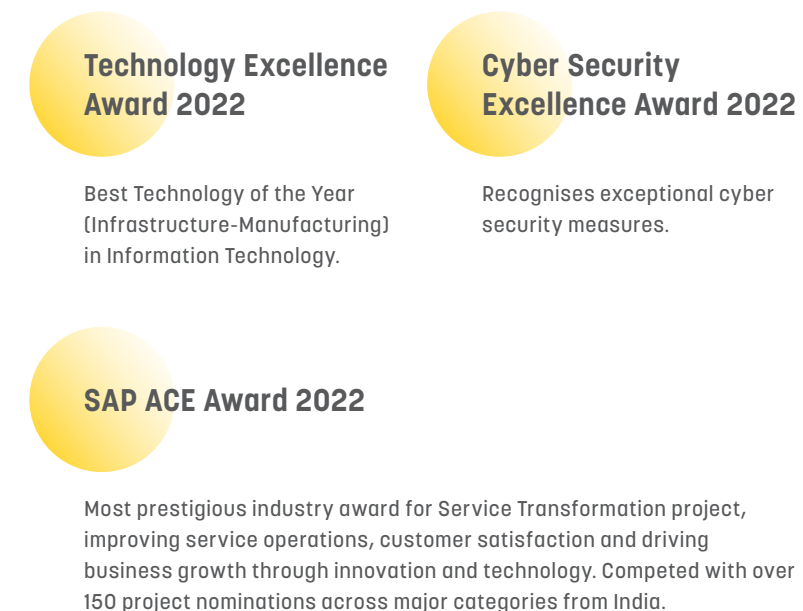 Technology Excellence
Award 2022
Best Technology of the Year
(Infrastructure-Manufacturing)
in Information Technology.
Cyber Security
Excellence Award 2022
Recognises exceptional cyber
security measures.
SAP ACE Award 2022
Most prestigious industry award for Service Transformation project,
improving service operations, customer satisfaction and driving
business growth through innovation and technology. Competed with over
150 project nominations across major categories from India.